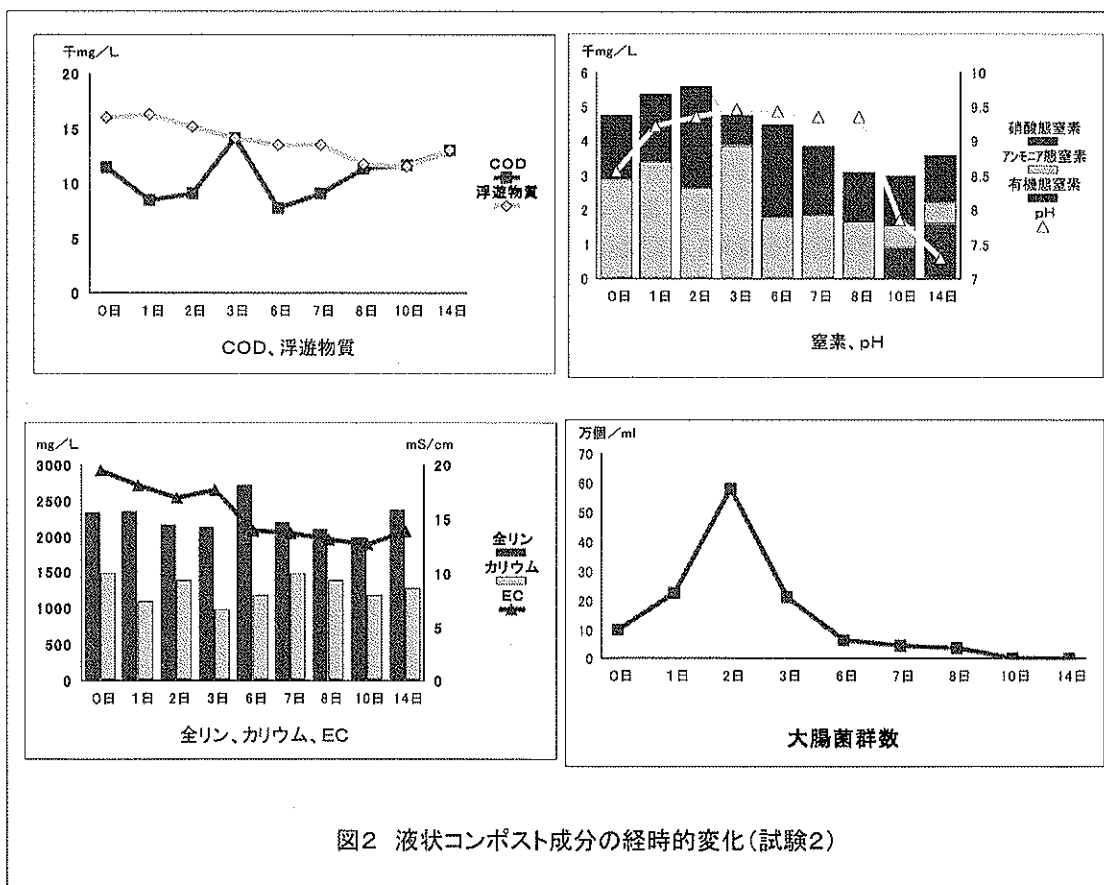 千mg/L
20
15
10
5
0
0日 1日 2日 3日 6日 7日 8日 10日 14日
COD
浮遊物質
COD、浮遊物質
千mg/L
6
5
4
3
2
1
0
10
9.5
9
8.5
8
7.5
7
0日 1日 2日 3日 6日 7日 8日 10日 14日
硝酸態窒素
アンモニア態窒素
有機態窒素
pH
窒素、pH
mg/L
mS/cm
3000
2500
2000
1500
1000
500
0
20
15
10
5
0
0日 1日 2日 3日 6日 7日 8日 10日 14日
全リン
カリウム
EC
全リン、カリウム、EC
万個/ml
70
60
50
40
30
20
10
0
0日 1日 2日 3日 6日 7日 8日 10日 14日
大腸菌群数
図2 液状コンポスト成分の経時的変化(試験2)